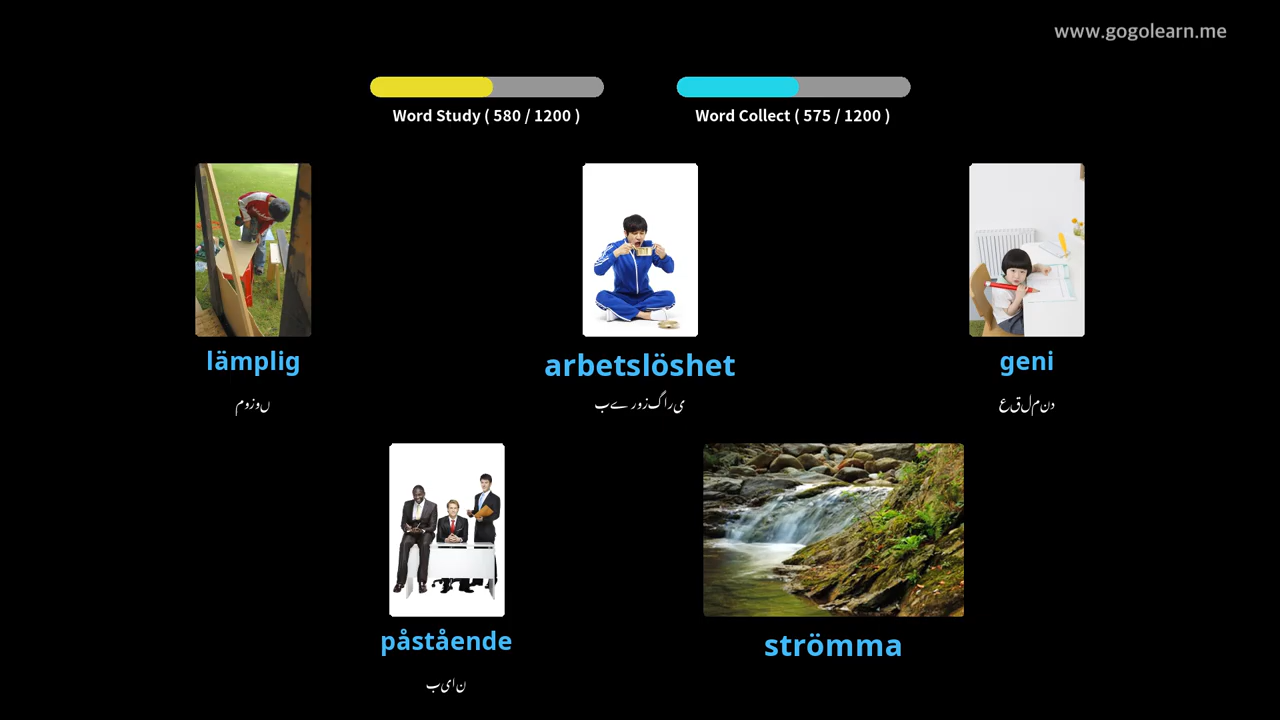 www.gogolearn.me
Word Study ( 580 / 1200 )
Word Collect ( 575 / 1200 )
lämplig
arbetslöshet
geni
موزوں
بے روزگاری
عقلمند
påstående
strömma
بیان